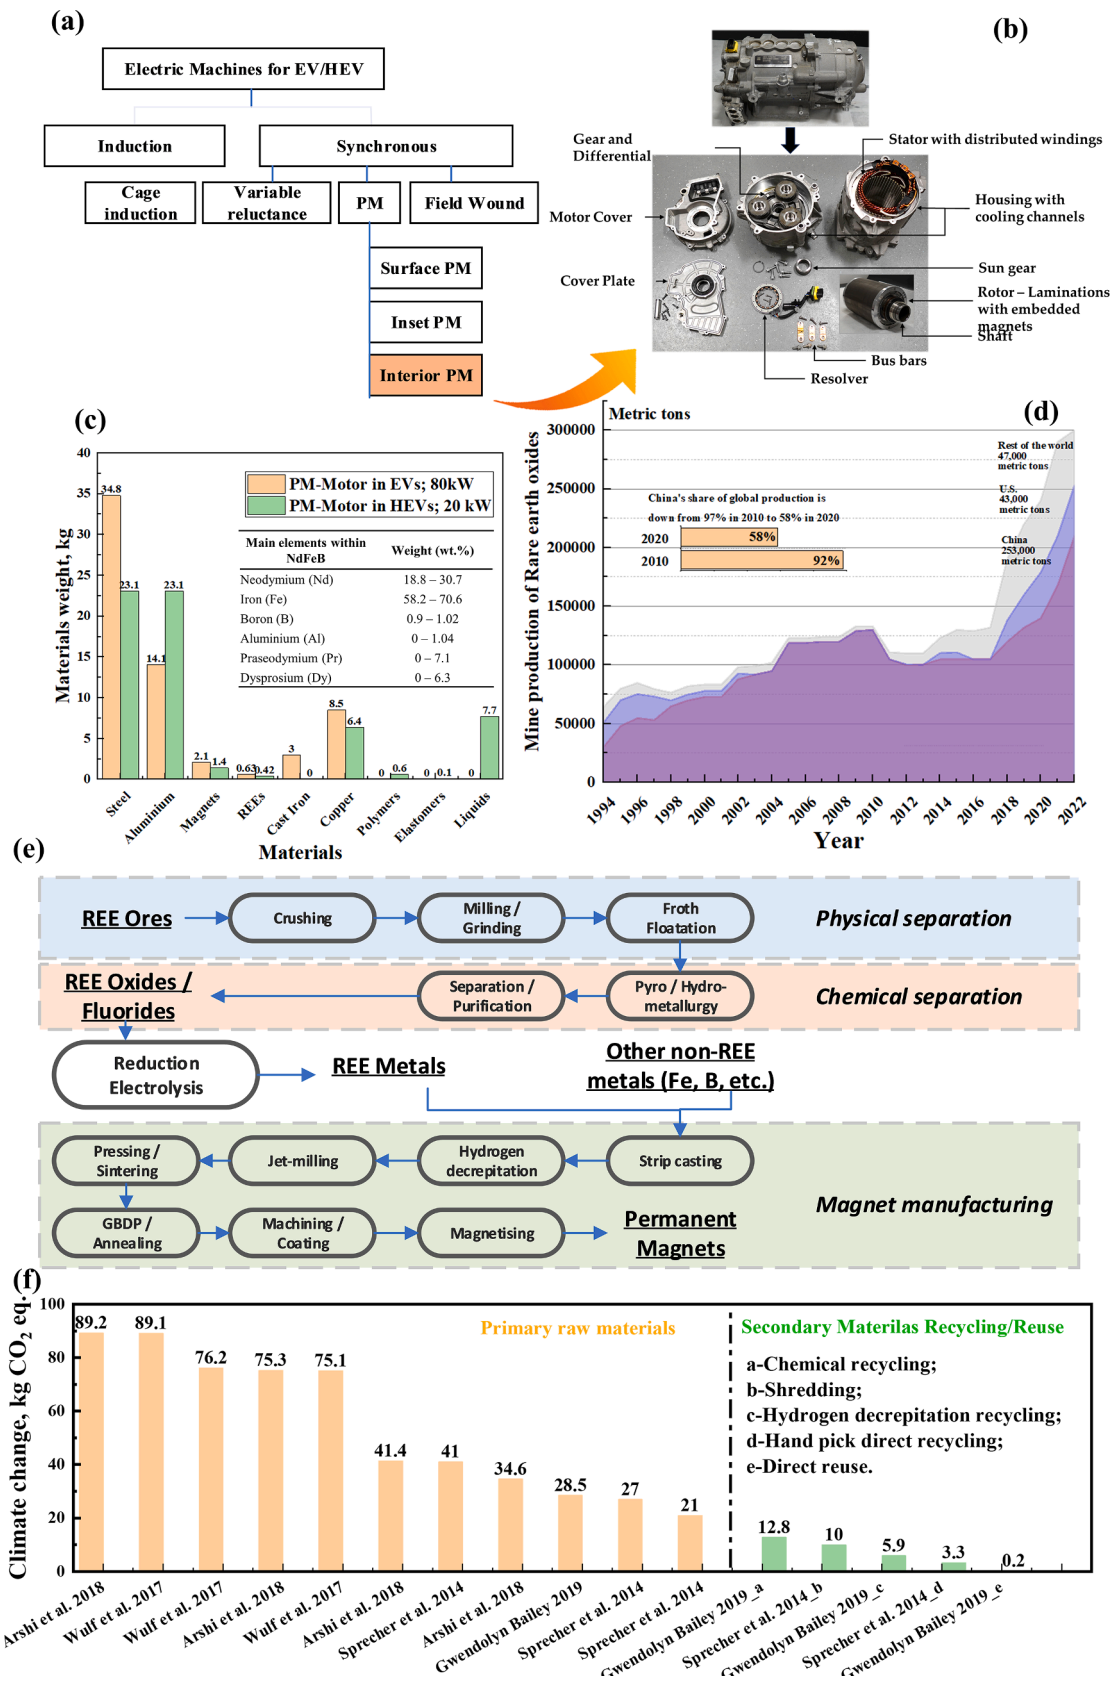 (a)
Electric Machines for EV/HEV
Induction
Synchronous
Cage
induction
Variable
reluctance
PM
Field Wound
Surface PM
Inset PM
Interior PM
(b)
Gear and
Differential
Stator with distributed windings
Motor Cover
Housing with
cooling channels
Cover Plate
Sun gear
Rotor – Laminations
with embedded
magnets
Shaft
Bus bars
Resolver
(c)
Materials weight, kg
40
35
30
25
20
15
10
5
0
PM-Motor in EVs; 80kW
PM-Motor in HEVs; 20 kW
Main elements within
NdFeB
Weight (wt.%)
Neodymium (Nd) 18.8 – 30.7
Iron (Fe) 58.2 – 70.6
Boron (B) 0.9 – 1.02
Aluminium (Al) 0 – 1.04
Praseodymium (Pr) 0 – 7.1
Dysprosium (Dy) 0 – 6.3
34.8
23.1
14.1
23.1
2.1
1.4
0.63
0.42
3
0
8.5
6.4
0
0.6
0
0.1
0
7.7
Steel
Aluminium
Magnets
REEs
Cast Iron
Copper
Polymers
Elastomers
Liquids
Materials
(d)
Metric tons
Mine production of Rare earth oxides
300000
250000
200000
150000
100000
50000
0
China's share of global production is
down from 97% in 2010 to 58% in 2020
2020 58%
2010 92%
Rest of the world
47,000
metric tons
U.S.
43,000
metric tons
China
253,000
metric tons
1994
1996
1998
2000
2002
2004
2006
2008
2010
2012
2014
2016
2018
2020
2022
Year
(e)
REE Ores
Crushing
Milling /
Grinding
Froth
Floatation
Physical separation
REE Oxides /
Fluorides
Separation /
Purification
Pyro / Hydro-
metallurgy
Chemical separation
Reduction
Electrolysis
REE Metals
Other non-REE
metals (Fe, B, etc.)
Pressing /
Sintering
Jet-milling
Hydrogen
decrepitation
Strip casting
Magnet manufacturing
GBDP /
Annealing
Machining /
Coating
Magnetising
Permanent
Magnets
(f)
Climate change, kg CO2 eq.
100
80
60
40
20
0
Primary raw materials
Secondary Materilas Recycling/Reuse
a-Chemical recycling;
b-Shredding;
c-Hydrogen decrepitation recycling;
d-Hand pick direct recycling;
e-Direct reuse.
89.2
89.1
76.2
75.3
75.1
41.4
41
34.6
28.5
27
21
12.8
10
5.9
3.3
0.2
Arshi et al. 2018
Wulf et al. 2017
Wulf et al. 2017
Arshi et al. 2018
Wulf et al. 2017
Arshi et al. 2018
Sprecher et al. 2014
Arshi et al. 2018
Gwendolyn Bailey 2019
Sprecher et al. 2014
Sprecher et al. 2014
Gwendolyn Bailey 2019_a
Sprecher et al. 2014_b
Gwendolyn Bailey 2019_c
Sprecher et al. 2014_d
Gwendolyn Bailey 2019_e